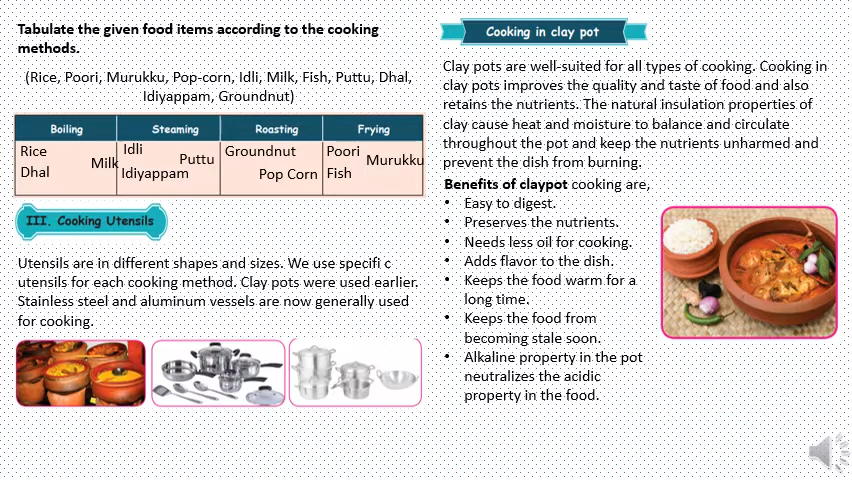 Tabulate the given food items according to the cooking
methods.
(Rice, Poori, Murukku, Pop-corn, Idli, Milk, Fish, Puttu, Dhal,
Idiyappam, Groundnut)
Boiling Steaming Roasting Frying
Rice Milk Idli Puttu Groundnut Poori Murukku
Dhal Idiyappam Pop Corn Fish
III. Cooking Utensils
Utensils are in different shapes and sizes. We use specifi c
utensils for each cooking method. Clay pots were used earlier.
Stainless steel and aluminum vessels are now generally used
for cooking.
Cooking in clay pot
Clay pots are well-suited for all types of cooking. Cooking in
clay pots improves the quality and taste of food and also
retains the nutrients. The natural insulation properties of
clay cause heat and moisture to balance and circulate
throughout the pot and keep the nutrients unharmed and
prevent the dish from burning.
Benefits of claypot cooking are,
• Easy to digest.
• Preserves the nutrients.
• Needs less oil for cooking.
• Adds flavor to the dish.
• Keeps the food warm for a
long time.
• Keeps the food from
becoming stale soon.
• Alkaline property in the pot
neutralizes the acidic
property in the food.